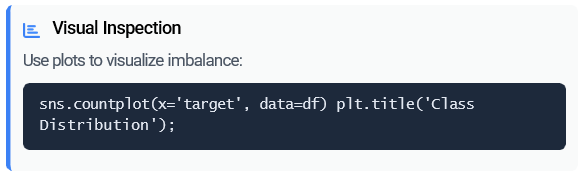 Visual Inspection
Use plots to visualize imbalance:
sns.countplot(x='target', data=df) plt.title('Class
Distribution');